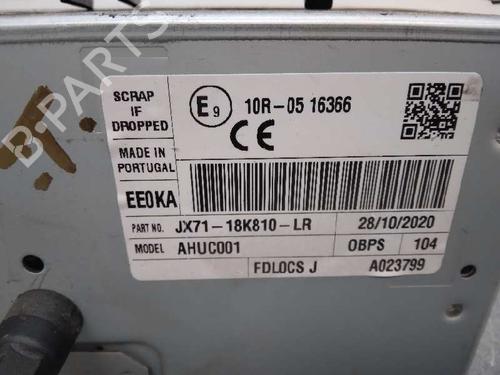 SCRAP
IF
DROPPED
E9 10R-05 16366
CE
MADE IN
PORTUGAL
EE0KA
PART NO. JX71-18K810-LR 28/10/2020
MODEL AHUC001 OBPS 104
FDLOCS J A023799
B-Parts